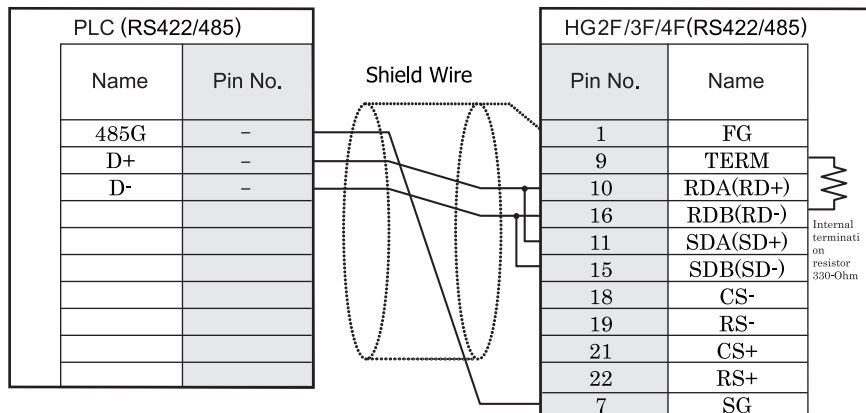 PLC (RS422/485)
Name Pin No.
485G -
D+ -
D- -
Shield Wire
HG2F/3F/4F(RS422/485)
Pin No. Name
1 FG
9 TERM
10 RDA(RD+)
16 RDB(RD-)
11 SDA(SD+)
15 SDB(SD-)
18 CS-
19 RS-
21 CS+
22 RS+
7 SG
Internal
terminati
on
resistor
330-Ohm